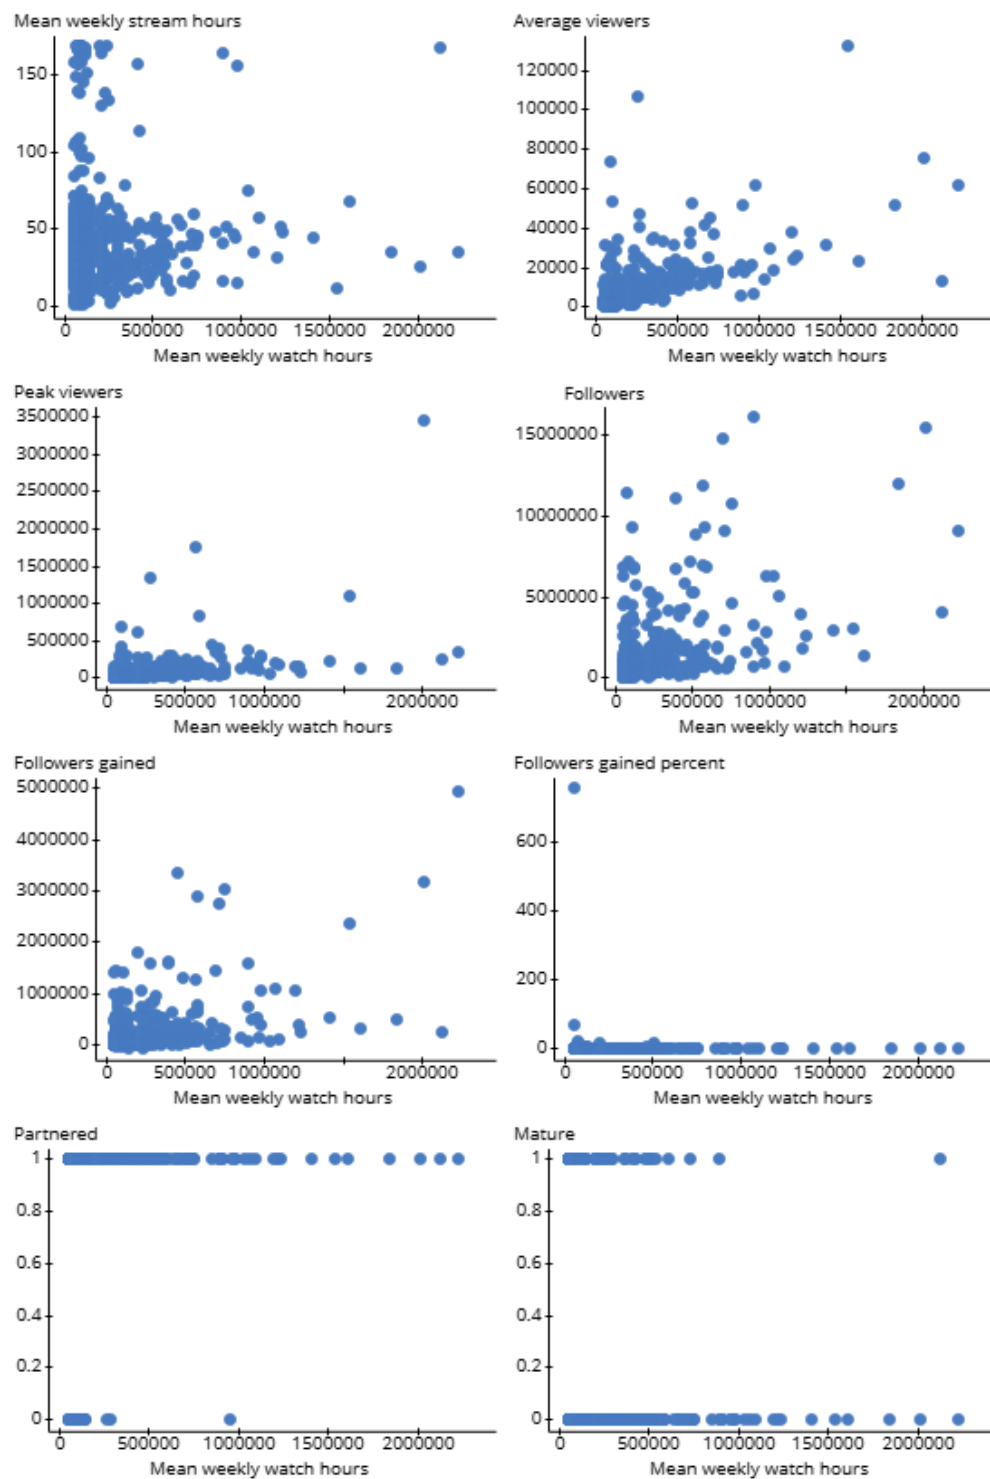 Mean weekly stream hours
150
100
50
0
0 500000 1000000 1500000 2000000
Mean weekly watch hours
Average viewers
120000
100000
80000
60000
40000
20000
0
0 500000 1000000 1500000 2000000
Mean weekly watch hours
Peak viewers
3500000
3000000
2500000
2000000
1500000
1000000
500000
0
0 500000 1000000 2000000
Mean weekly watch hours
Followers
15000000
10000000
5000000
0
0 500000 1000000 2000000
Mean weekly watch hours
Followers gained
5000000
4000000
3000000
2000000
1000000
0
0 500000 1000000 2000000
Mean weekly watch hours
Followers gained percent
600
400
200
0
0 500000 1000000 1500000 2000000
Mean weekly watch hours
Partnered
1
0.8
0.6
0.4
0.2
0
0 500000 1000000 1500000 2000000
Mean weekly watch hours
Mature
1
0.8
0.6
0.4
0.2
0
0 500000 1000000 1500000 2000000
Mean weekly watch hours